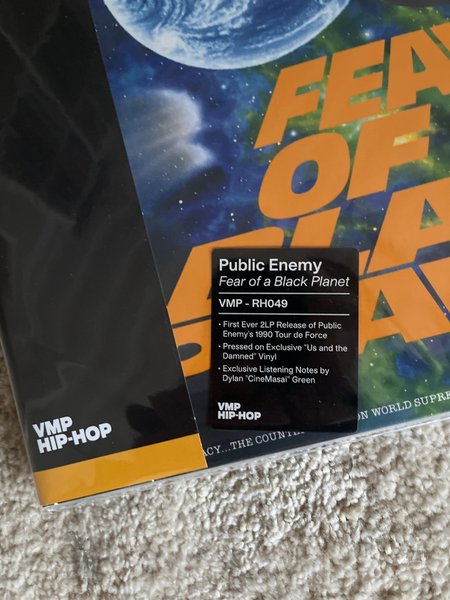 FEA
OF
BLA
Public Enemy
Fear of a Black Planet
VMP - RH049
• First Ever 2LP Release of Public
Enemy's 1990 Tour de Force
• Pressed on Exclusive "Us and the
Damned" Vinyl
• Exclusive Listening Notes by
Dylan "CineMasai" Green
VMP
HIP-HOP
VMP
HIP-HOP
ACY...THE COUNTE ON WORLD SUPRE